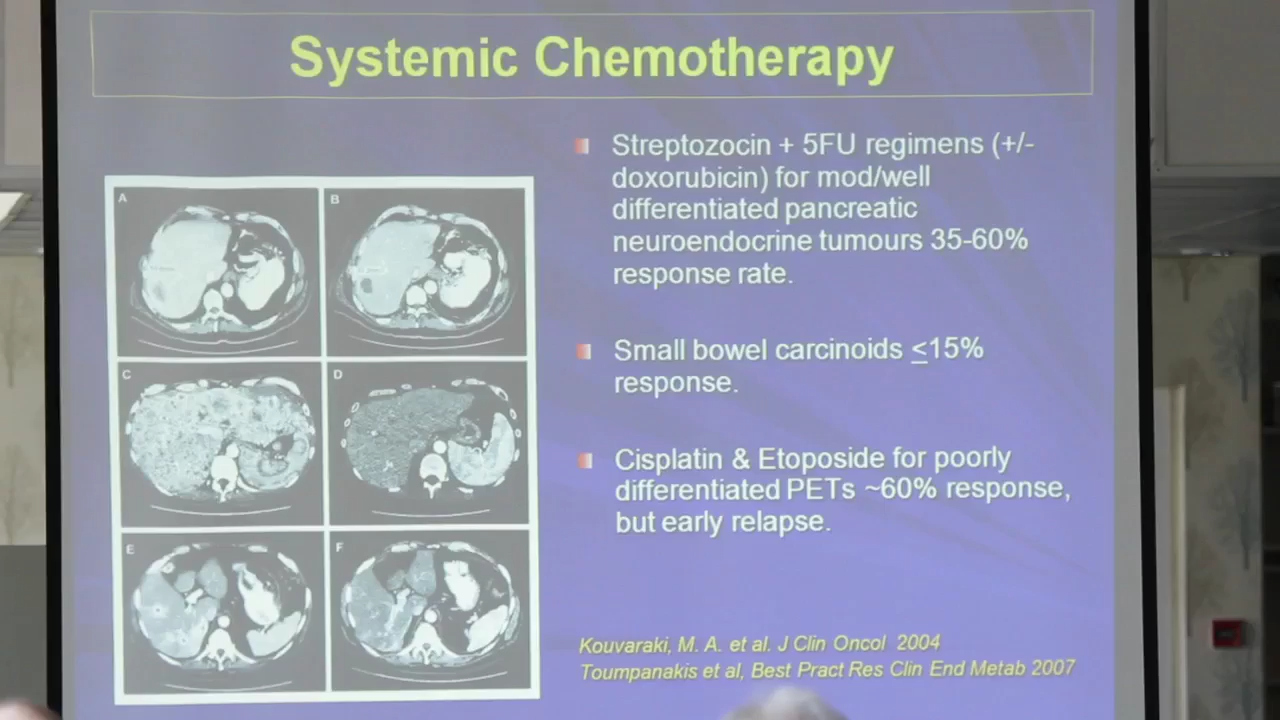 Systemic Chemotherapy
A
B
C
D
E
F
Streptozocin + 5FU regimens (+/-
doxorubicin) for mod/well
differentiated pancreatic
neuroendocrine tumours 35-60%
response rate.
Small bowel carcinoids ≤15%
response.
Cisplatin & Etoposide for poorly
differentiated PETs ~60% response,
but early relapse.
Kouvaraki, M. A. et al. J Clin Oncol 2004
Toumpanakis et al, Best Pract Res Clin End Metab 2007